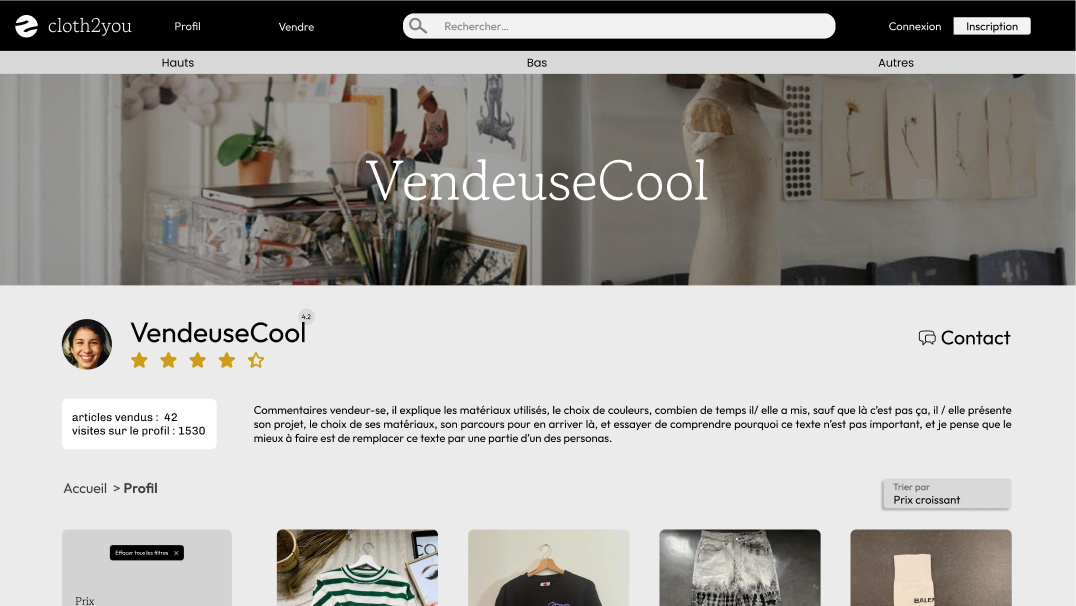 cloth2you
Profil
Vendre
Rechercher...
Connexion
Inscription
Hauts
Bas
Autres
VendeuseCool
VendeuseCool
4.2
Contact
articles vendus : 42
visites sur le profil : 1530
Commentaires vendeur-se, il explique les matériaux utilisés, le choix de couleurs, combien de temps il/ elle a mis, sauf que là c'est pas ça, il / elle présente
son projet, le choix de ses matériaux, son parcours pour en arriver là, et essayer de comprendre pourquoi ce texte n'est pas important, et je pense que le
mieux à faire est de remplacer ce texte par une partie d'un des personas.
Accueil > Profil
Trier par
Prix croissant
Effacer tous les filtres X
Prix